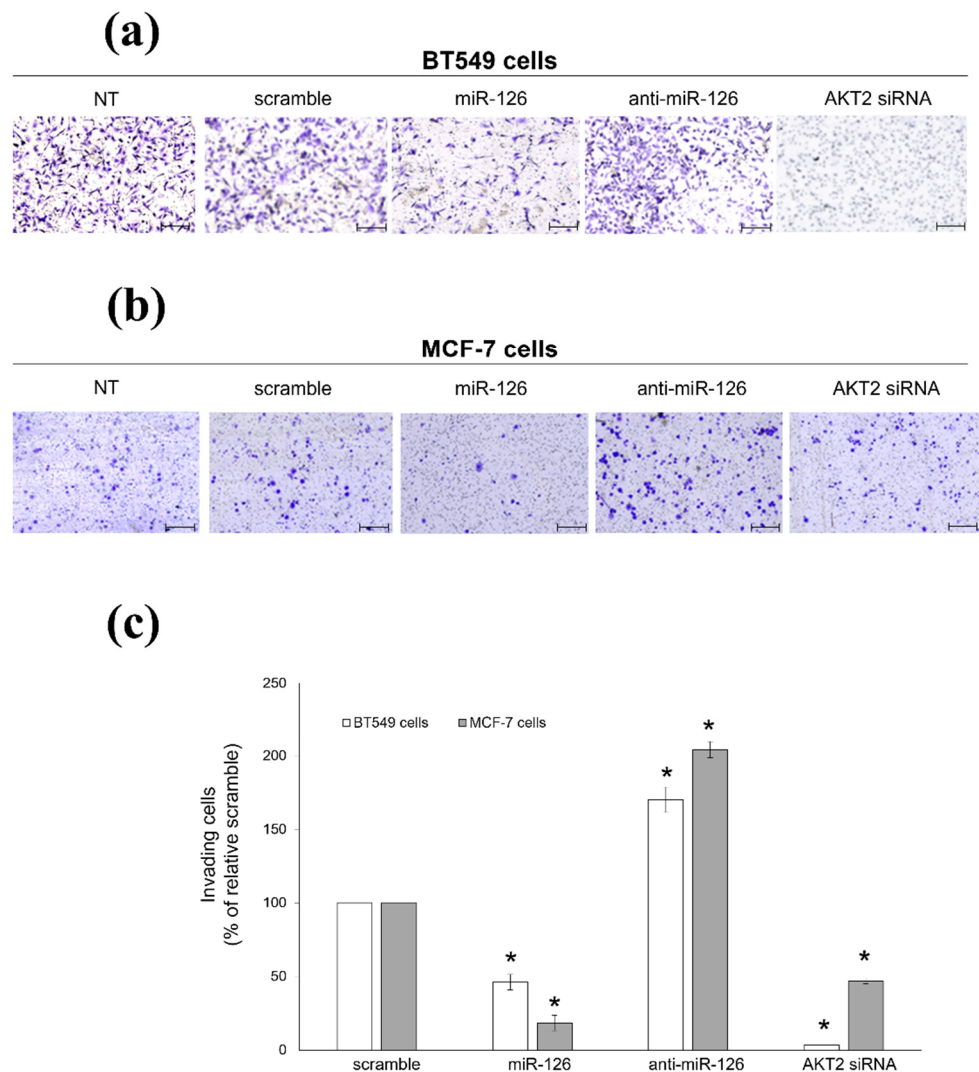 (a)
BT549 cells
NT scramble miR-126 anti-miR-126 AKT2 siRNA
(b)
MCF-7 cells
NT scramble miR-126 anti-miR-126 AKT2 siRNA
(c)
Invading cells
(% of relative scramble)
250
200
150
100
50
0
BT549 cells MCF-7 cells
* * * * * *
scramble miR-126 anti-miR-126 AKT2 siRNA